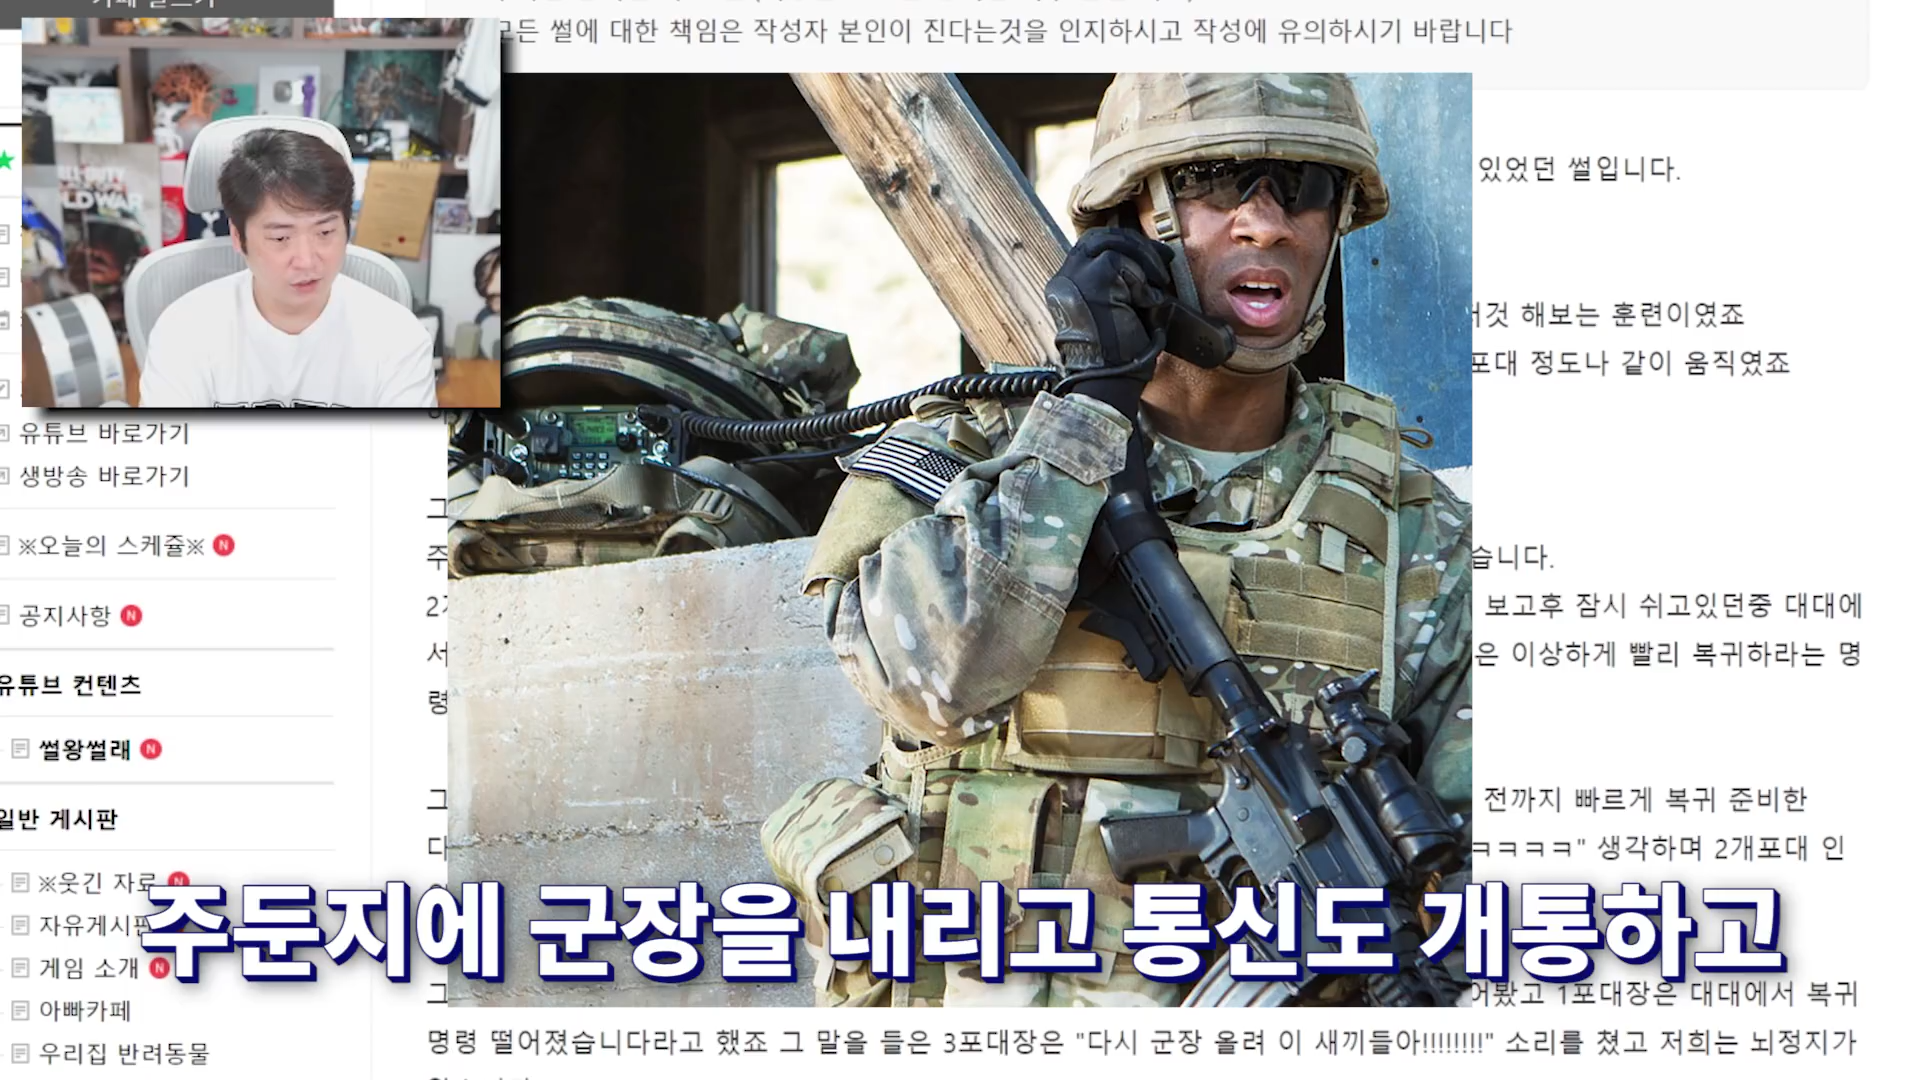 모든 썰에 대한 책임은 작성자 본인이 진다는것을 인지하시고 작성에 유의하시기 바랍니다
있었던 썰입니다.
해보는 훈련이였죠
포대 정도나 같이 움직였죠
유튜브 바로가기
생방송 바로가기
※오늘의 스케쥴※ N
공지사항 N
유튜브 컨텐츠
썰왕썰래 N
일반 게시판
※웃긴 자료 N
자유게시판
게임 소개 N
아빠카페
우리집 반려동물
그
주
서
령
습니다.
보고후 잠시 쉬고있던중 대대에
은 이상하게 빨리 복귀하라는 명
그
대
전까지 빠르게 복귀 준비한
ㅋㅋㅋㅋ" 생각하며 2개포대 인
주둔지에 군장을 내리고 통신도 개통하고
그
어봤고 1포대장은 대대에서 복귀
명령 떨어졌습니다라고 했죠 그 말을 들은 3포대장은 "다시 군장 올려 이 새끼들아!!!!!!!!" 소리를 쳤고 저희는 뇌정지가